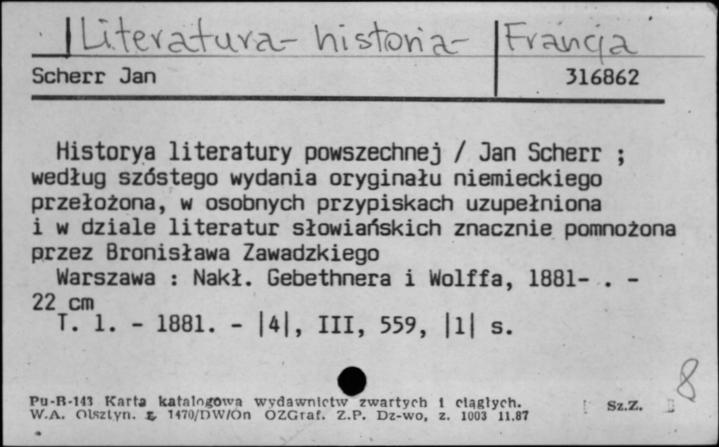 Literatura - historia - Francja
Scherr Jan 316862
Historya literatury powszechnej / Jan Scherr ;
według szóstego wydania oryginału niemieckiego
przełożona, w osobnych przypiskach uzupełniona
i w dziale literatur słowiańskich znacznie pomnożona
przez Bronisława Zawadzkiego
Warszawa : Nakł. Gebethnera i Wolffa, 1881- . -
22 cm
T. 1. - 1881. - |4|, III, 559, |1| s.
8
Pu-B-143 Karta katalogowa wydawnictw zwartych i ciągłych. Sz.Z.
W.A. Olsztyn. z. 1470/DW/On OZGraf. Z.P. Dz-wo, z. 1003 11.87